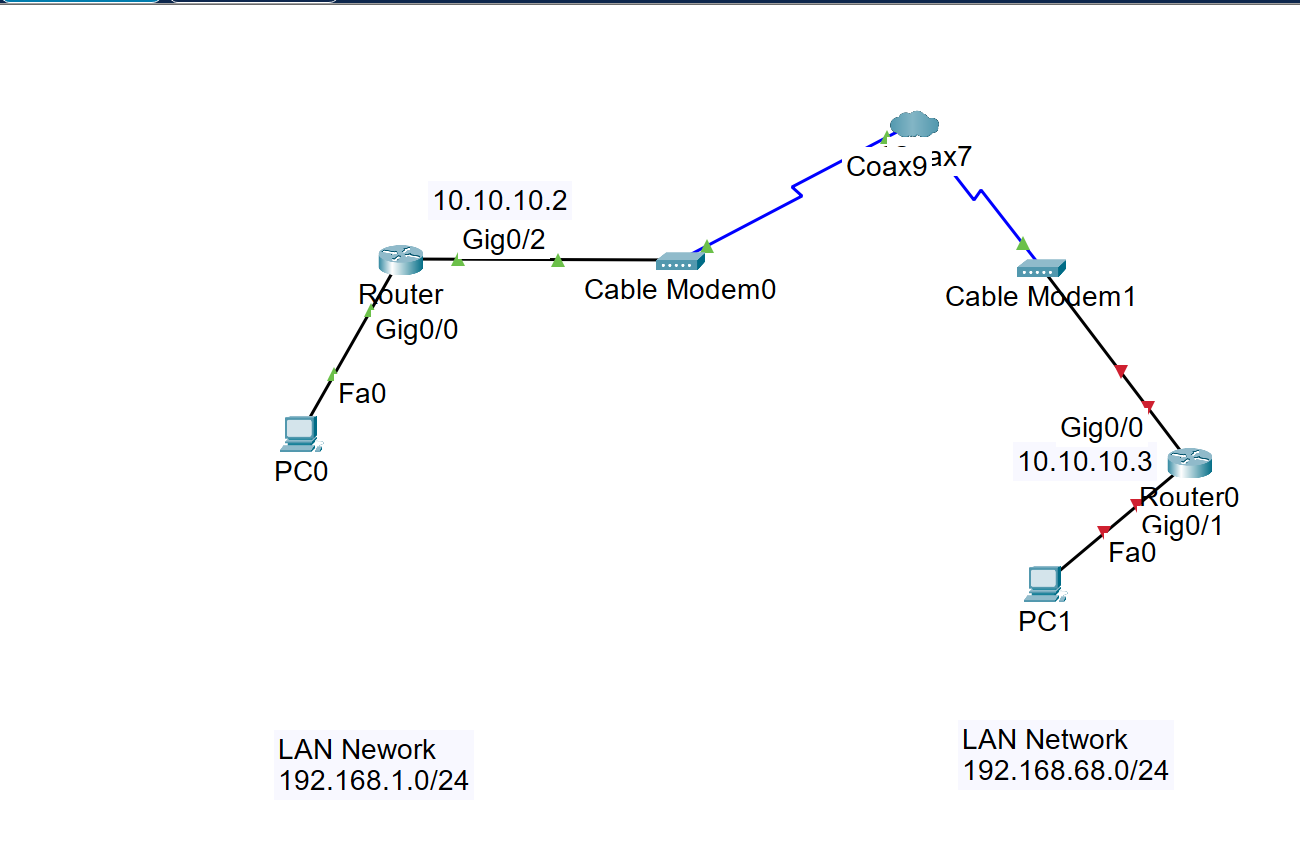 Coax9
ax7
10.10.10.2
Gig0/2
Router
Gig0/0
Cable Modem0
Cable Modem1
Fa0
PC0
Gig0/0
10.10.10.3
Router0
Gig0/1
Fa0
PC1
LAN Nework
192.168.1.0/24
LAN Network
192.168.68.0/24